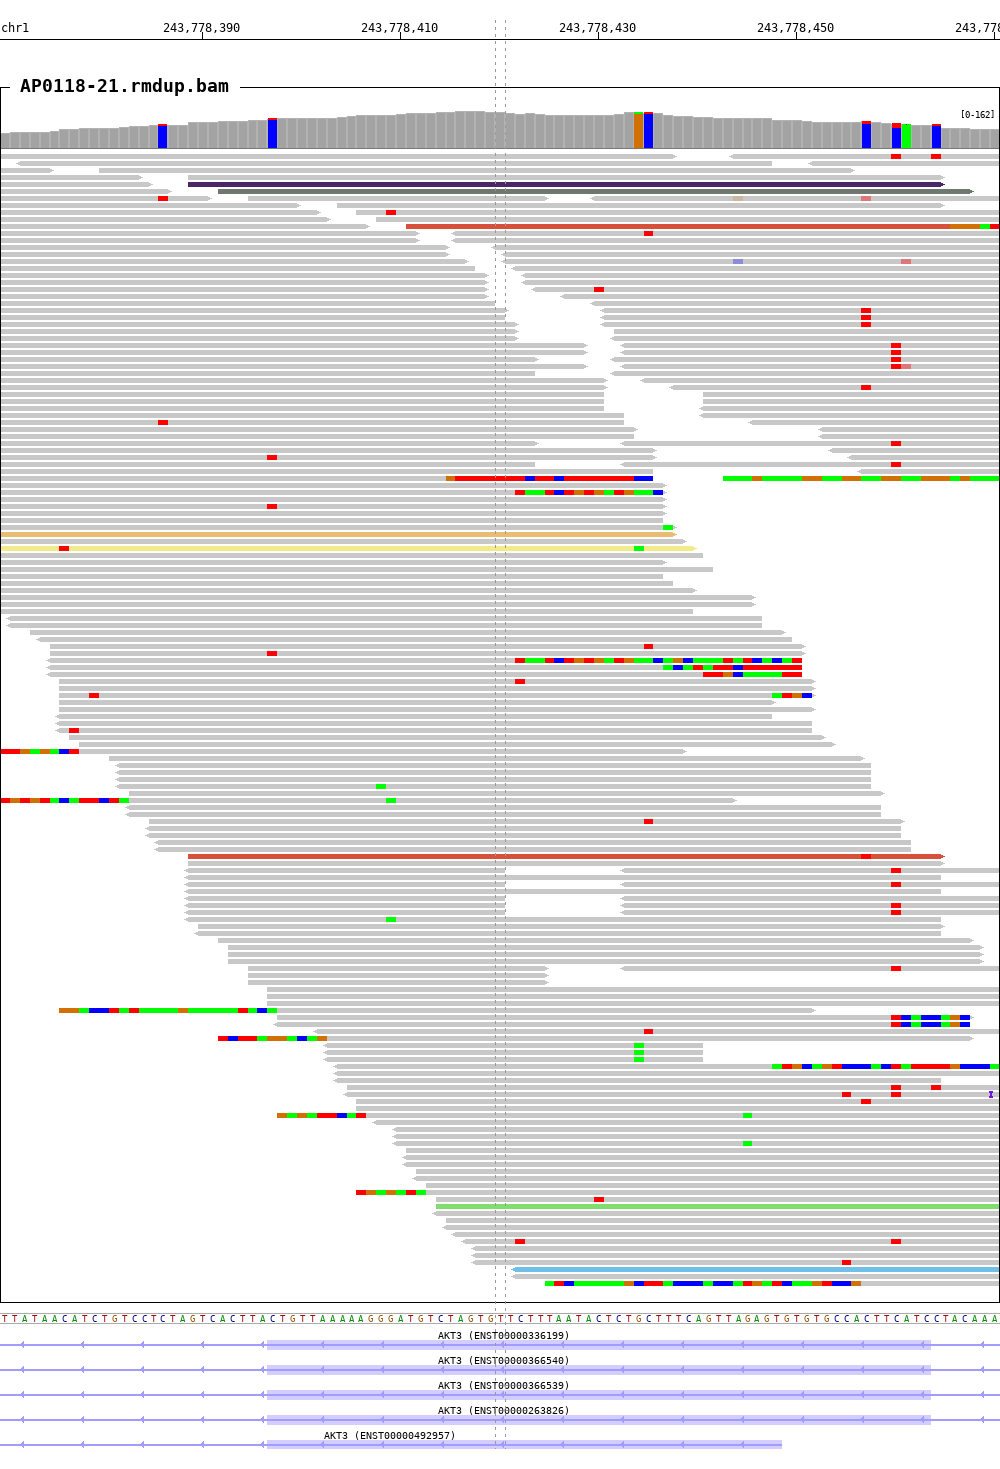 chr1 243,778,390 243,778,410 243,778,430 243,778,450 243,778
AP0118-21.rmdup.bam
[0-162]
T T A T A A C A T C T G T C C T C T A G T C A C T T A C T G T T A A A A A G G G A T G T C T A G T G T T C T T T A A T A C T C T G C T T T C A G T T A G A G T G T G T G C C A C T T C A T C C T A C A A A
AKT3 (ENST00000336199)
AKT3 (ENST00000366540)
AKT3 (ENST00000366539)
AKT3 (ENST00000263826)
AKT3 (ENST00000492957)